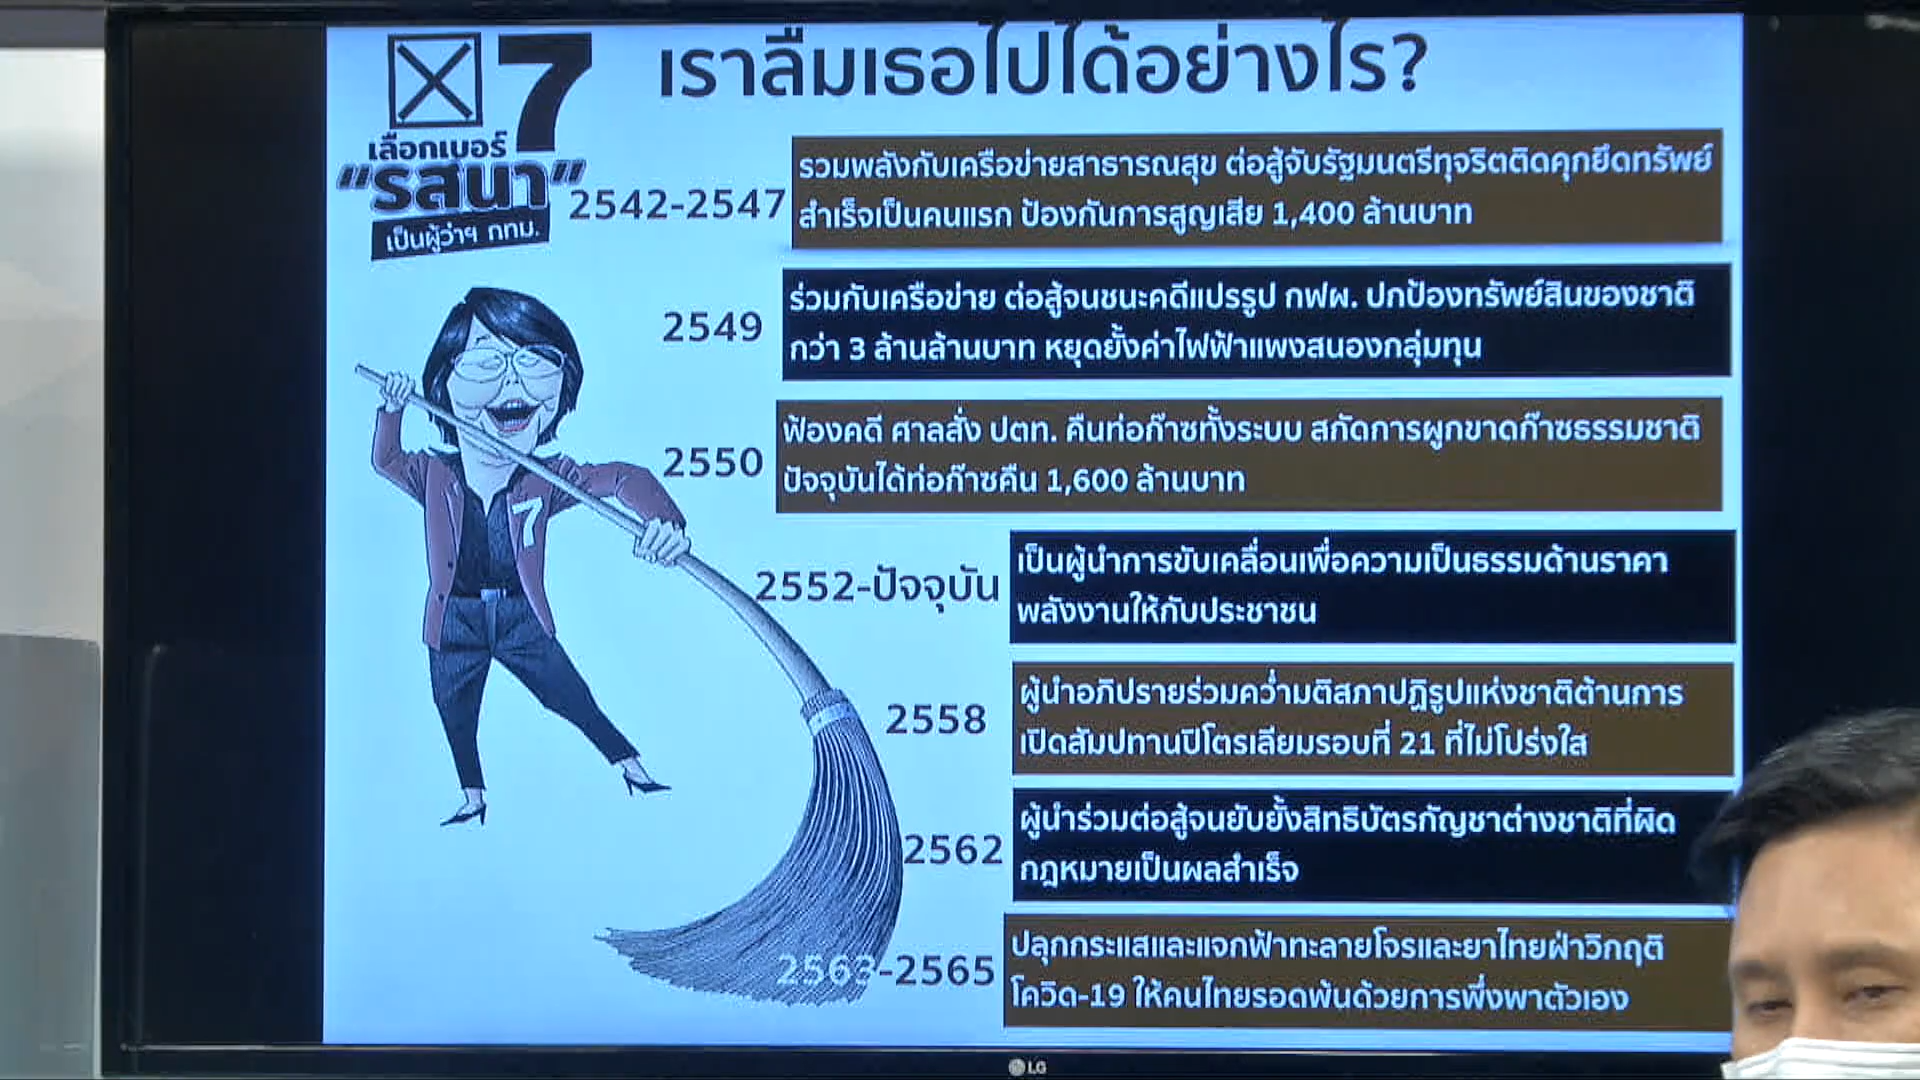 7
เราลืมเธอไปได้อย่างไร?
เลือกเบอร์
"รสนา"
เป็นผู้ว่าฯ กทม.
2542-2547
รวมพลังกับเครือข่ายสาธารณสุข ต่อสู้จับรัฐมนตรีทุจริตติดคุกยึดทรัพย์
สำเร็จเป็นคนแรก ป้องกันการสูญเสีย 1,400 ล้านบาท
2549
ร่วมกับเครือข่าย ต่อสู้จนชนะคดีแปรรูป กฟผ. ปกป้องทรัพย์สินของชาติ
กว่า 3 ล้านล้านบาท หยุดยั้งค่าไฟฟ้าแพงสนองกลุ่มทุน
2550
ฟ้องคดี ศาลสั่ง ปตท. คืนท่อก๊าซทั้งระบบ สกัดการผูกขาดก๊าซธรรมชาติ
ปัจจุบันได้ท่อก๊าซคืน 1,600 ล้านบาท
7
2552-ปัจจุบัน
เป็นผู้นำการขับเคลื่อนเพื่อความเป็นธรรมด้านราคา
พลังงานให้กับประชาชน
2558
ผู้นำอภิปรายร่วมคว่ำมติสภาปฏิรูปแห่งชาติต้านการ
เปิดสัมปทานปิโตรเลียมรอบที่ 21 ที่ไม่โปร่งใส
2562
ผู้นำร่วมต่อสู้จนยับยั้งสิทธิบัตรกัญชาต่างชาติที่ผิด
กฎหมายเป็นผลสำเร็จ
2563-2565
ปลุกกระแสและแจกฟ้าทะลายโจรและยาไทยฝ่าวิกฤติ
โควิด-19 ให้คนไทยรอดพ้นด้วยการพึ่งพาตัวเอง
LG